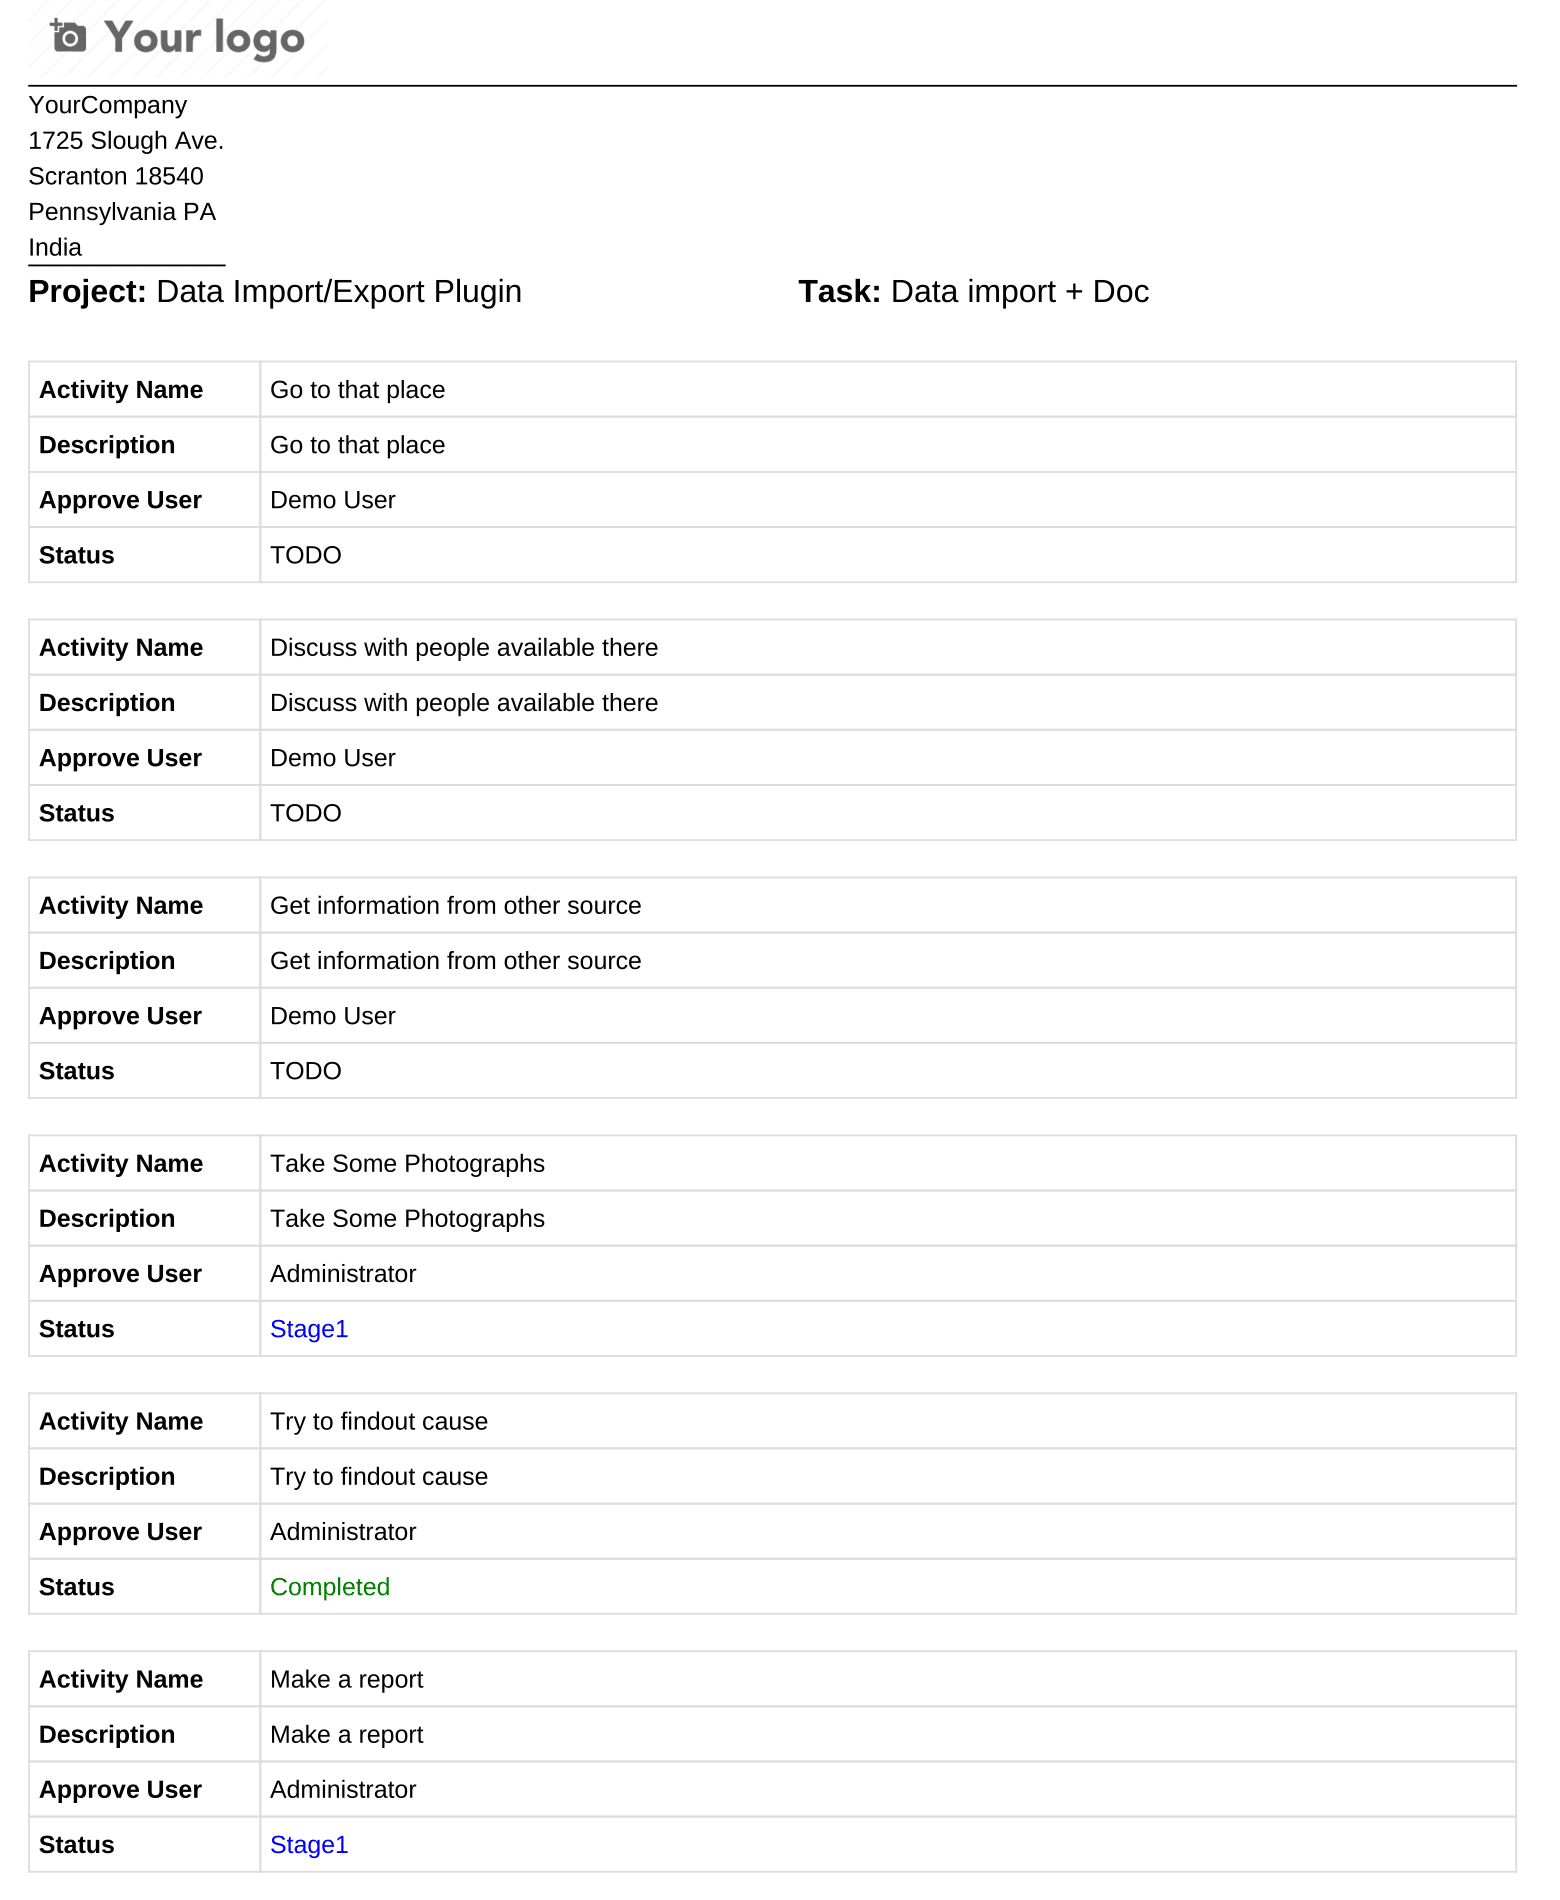 Your logo
YourCompany
1725 Slough Ave.
Scranton 18540
Pennsylvania PA
India
Project: Data Import/Export Plugin Task: Data import + Doc
Activity Name Go to that place
Description Go to that place
Approve User Demo User
Status TODO
Activity Name Discuss with people available there
Description Discuss with people available there
Approve User Demo User
Status TODO
Activity Name Get information from other source
Description Get information from other source
Approve User Demo User
Status TODO
Activity Name Take Some Photographs
Description Take Some Photographs
Approve User Administrator
Status Stage1
Activity Name Try to findout cause
Description Try to findout cause
Approve User Administrator
Status Completed
Activity Name Make a report
Description Make a report
Approve User Administrator
Status Stage1